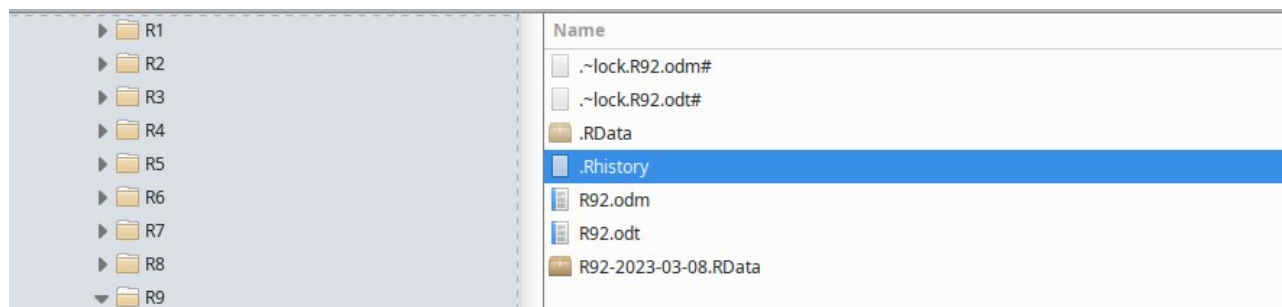 R1
R2
R3
R4
R5
R6
R7
R8
R9
Name
.~lock.R92.odm#
.~lock.R92.odt#
.RData
.Rhistory
R92.odm
R92.odt
R92-2023-03-08.RData